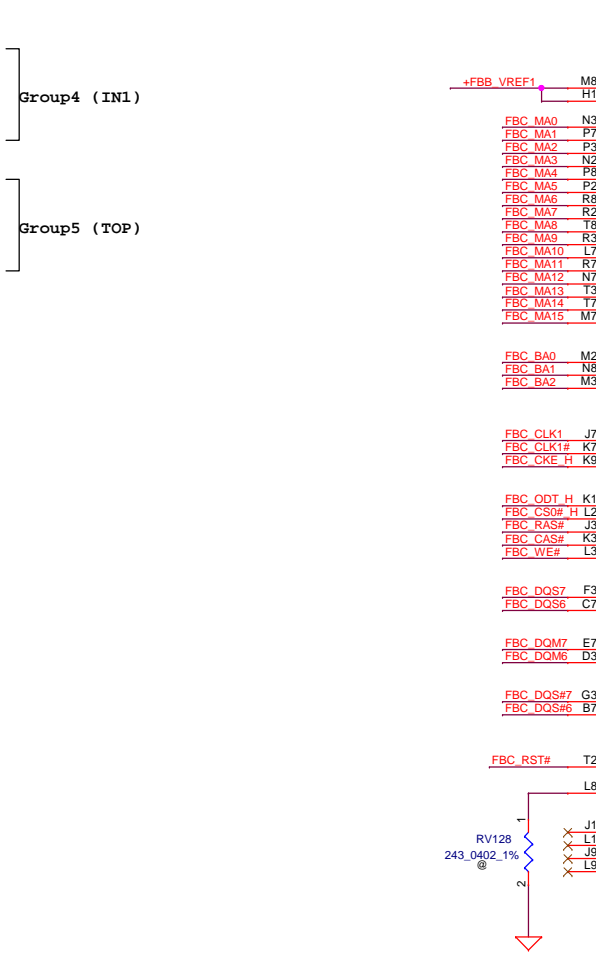 +FBB_VREF1 M8
H1
Group4 (IN1)
FBC_MA0 N3
FBC_MA1 P7
FBC_MA2 P3
FBC_MA3 N2
FBC_MA4 P8
FBC_MA5 P2
FBC_MA6 R8
FBC_MA7 R2
Group5 (TOP)
FBC_MA8 T8
FBC_MA9 R3
FBC_MA10 L7
FBC_MA11 R7
FBC_MA12 N7
FBC_MA13 T3
FBC_MA14 T7
FBC_MA15 M7
FBC_BA0 M2
FBC_BA1 N8
FBC_BA2 M3
FBC_CLK1 J7
FBC_CLK1# K7
FBC_CKE_H K9
FBC_ODT_H K1
FBC_CS0#_H L2
FBC_RAS# J3
FBC_CAS# K3
FBC_WE# L3
FBC_DQS7 F3
FBC_DQS6 C7
FBC_DQM7 E7
FBC_DQM6 D3
FBC_DQS#7 G3
FBC_DQS#6 B7
FBC_RST# T2
L8
1
J1
RV128 L1
243_0402_1% J9
@ L9
2